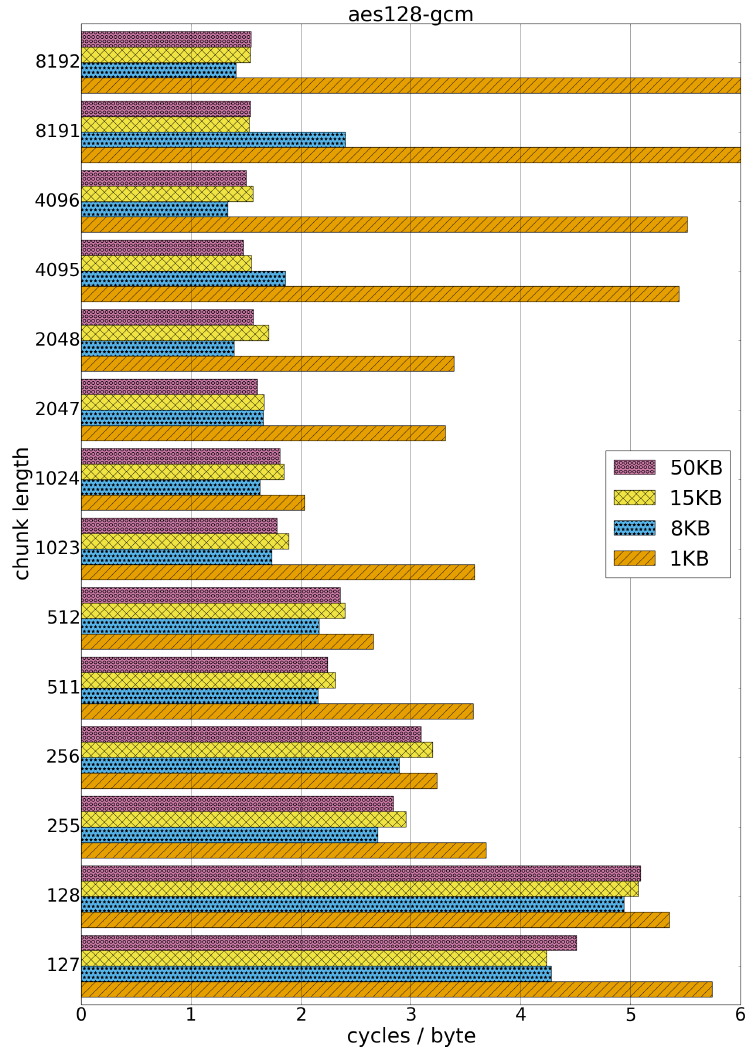 aes128-gcm
8192
8191
4096
4095
2048
2047
1024
1023
512
511
256
255
128
127
chunk length
50KB
15KB
8KB
1KB
0 1 2 3 4 5 6
cycles / byte